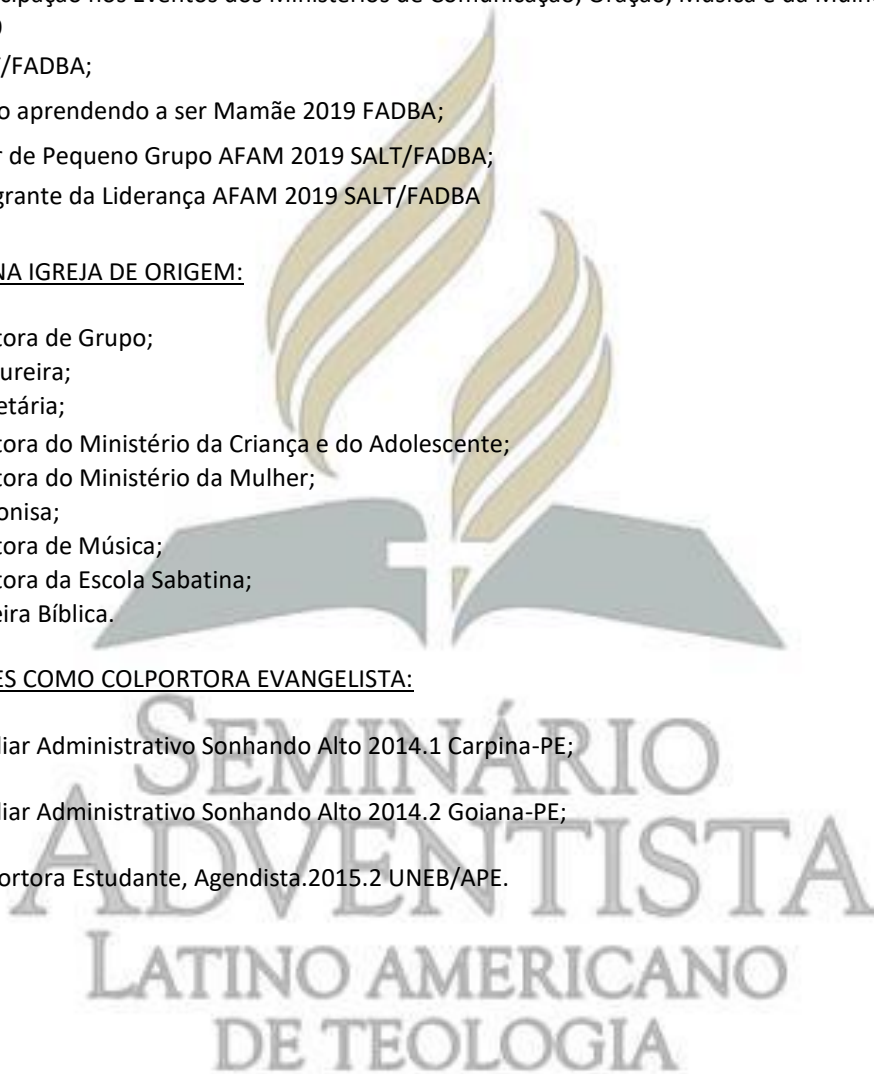 cipação nos Eventos dos Ministérios de Comunicação, Oração, Música e da Mulh
/FADBA;
o aprendendo a ser Mamãe 2019 FADBA;
r de Pequeno Grupo AFAM 2019 SALT/FADBA;
grante da Liderança AFAM 2019 SALT/FADBA
NA IGREJA DE ORIGEM:
tora de Grupo;
ureira;
etária;
tora do Ministério da Criança e do Adolescente;
tora do Ministério da Mulher;
onisa;
tora de Música;
tora da Escola Sabatina;
eira Bíblica.
ES COMO COLPORTORA EVANGELISTA:
liar Administrativo Sonhando Alto 2014.1 Carpina-PE;
liar Administrativo Sonhando Alto 2014.2 Goiana-PE;
portora Estudante, Agendista.2015.2 UNEB/APE.
SEMINÁRIO
ADVENTISTA
LATINO AMERICANO
DE TEOLOGIA